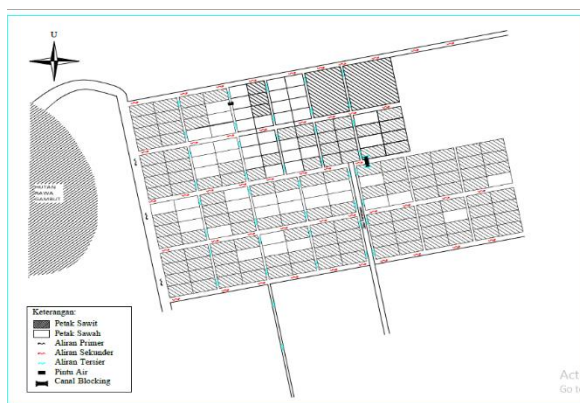 U
HUTAN
RAWA
GAMBUT
Keterangan:
Petak Sawit
Petak Sawah
Aliran Primer
Aliran Sekunder
Aliran Tersier
Pintu Air
Canal Blocking
Act
Go to